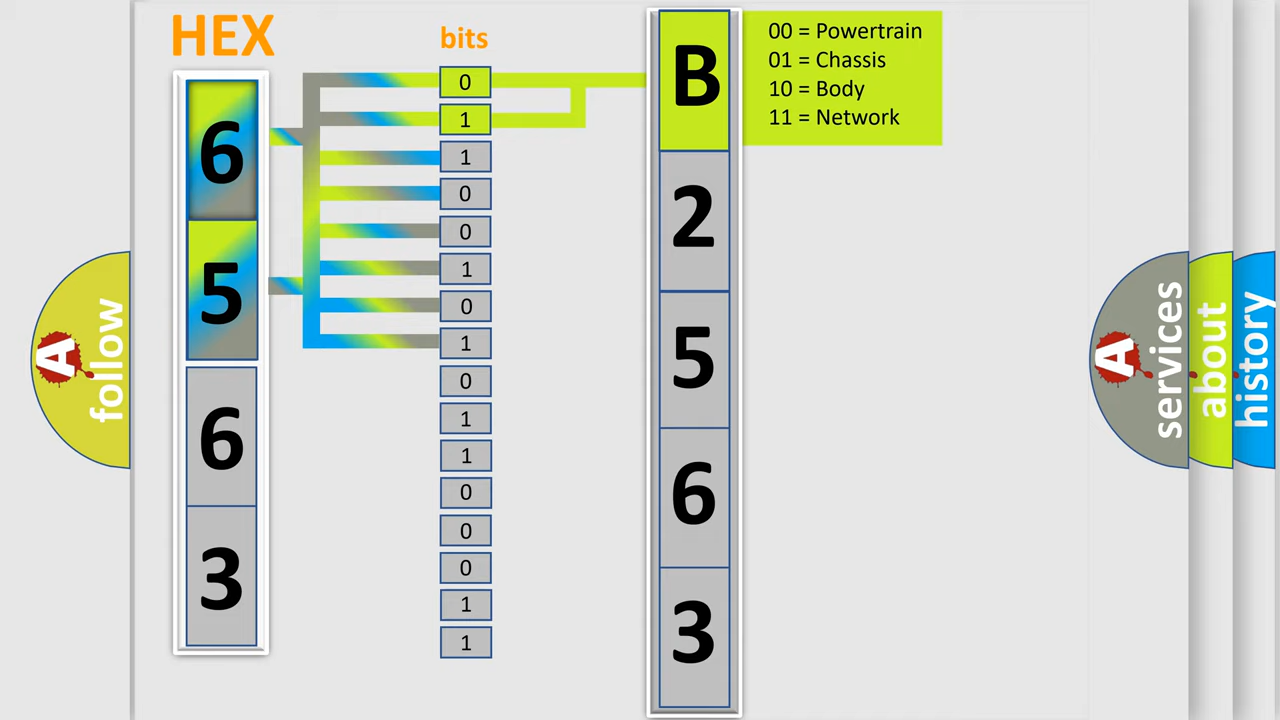 HEX
bits
6
5
6
3
0
1
1
0
0
1
0
1
0
1
1
0
0
0
1
1
B
2
5
6
3
00 = Powertrain
01 = Chassis
10 = Body
11 = Network
A
follow
A
services
about
history